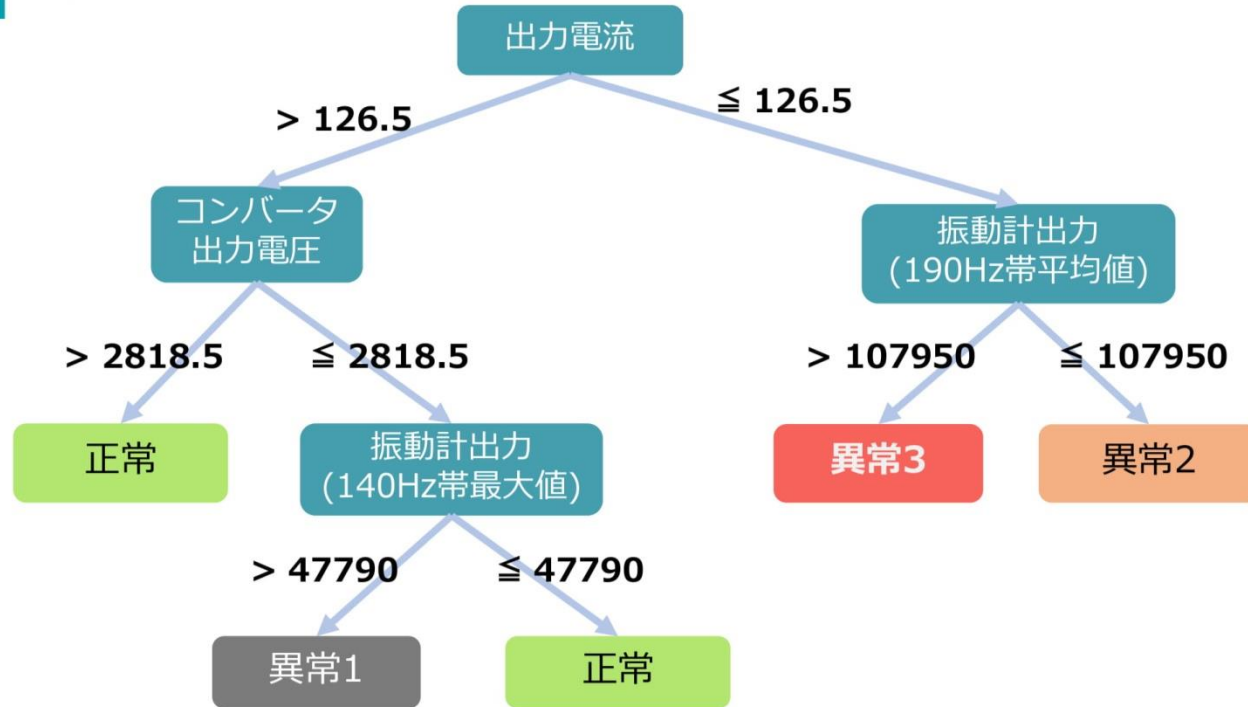 出力電流
> 126.5
≦ 126.5
コンバータ
出力電圧
振動計出力
(190Hz帯平均値)
> 2818.5
≦ 2818.5
> 107950
≦ 107950
正常
振動計出力
(140Hz帯最大値)
異常3
異常2
> 47790
≦ 47790
異常1
正常